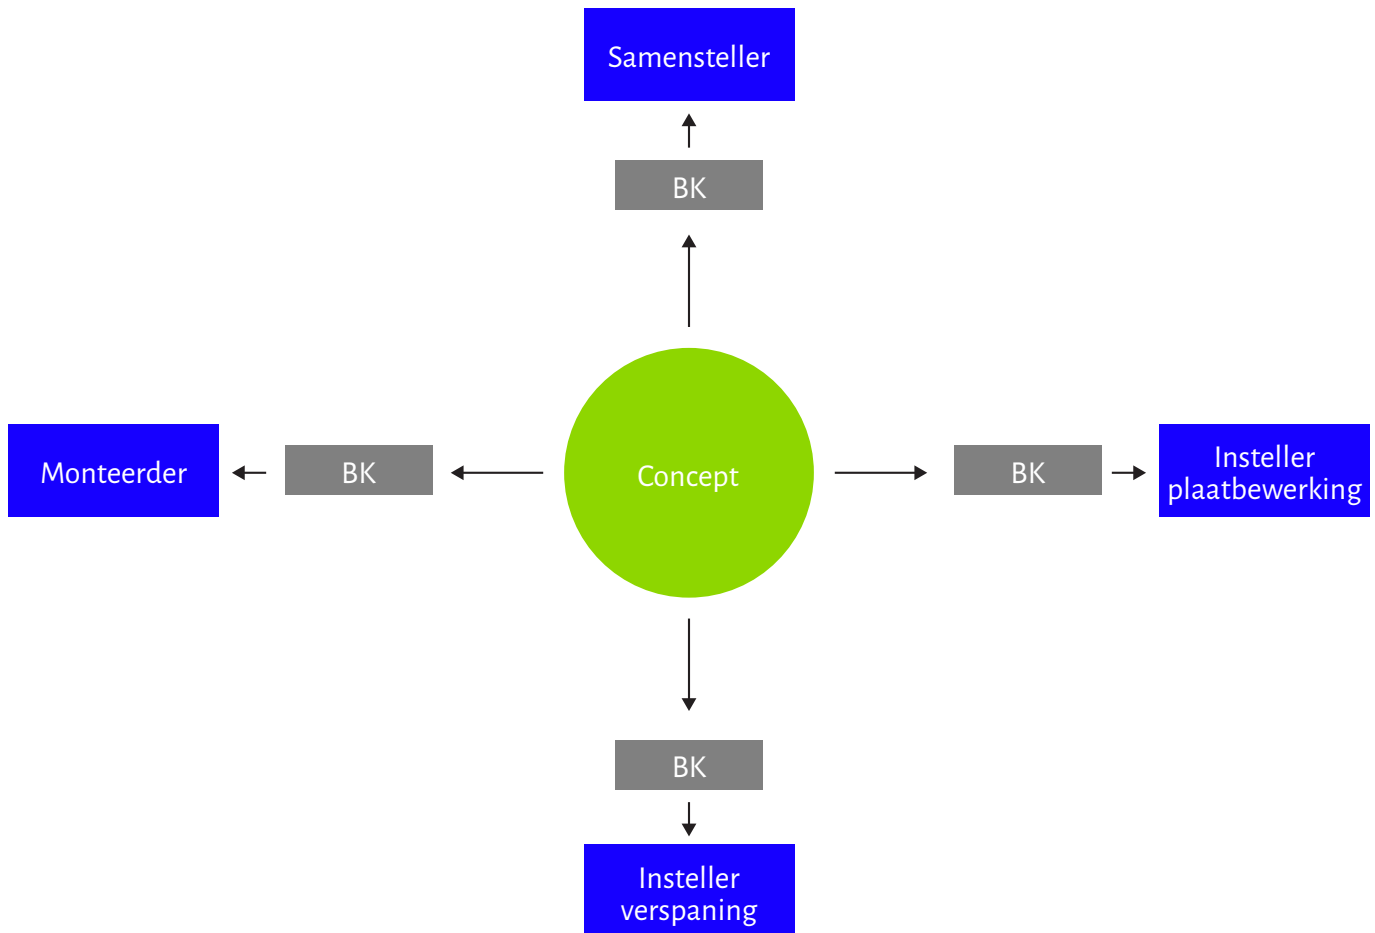 Samensteller
BK
Monteerder
BK
Concept
BK
Insteller
plaatbewerking
BK
Insteller
verspaning